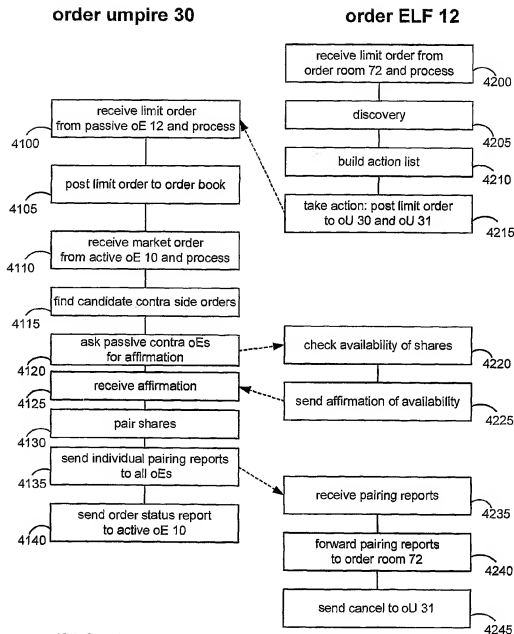 order umpire 30
order ELF 12
receive limit order
from passive oE 12 and process
4100
post limit order to order book
4105
receive market order
from active oE 10 and process
4110
find candidate contra side orders
4115
ask passive contra oEs
for affirmation
4120
receive affirmation
4125
pair shares
4130
send individual pairing reports
to all oEs
4135
send order status report
to active oE 10
4140
receive limit order from
order room 72 and process
4200
discovery
4205
build action list
4210
take action: post limit order
to oU 30 and oU 31
4215
check availability of shares
4220
send affirmation of availability
4225
receive pairing reports
4235
forward pairing reports
to order room 72
4240
send cancel to oU 31
4245